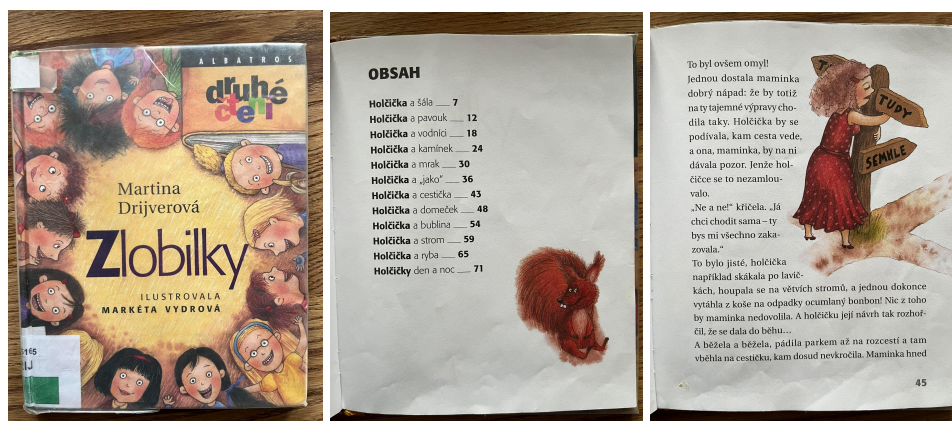 ALBATROS
druhé
čtení
Martina
Drijverová
Zlobilky
ILUSTROVALA
MARKÉTA VYDROVÁ
OBSAH
Holčička a šála 7
Holčička a pavouk 12
Holčička a vodníci 18
Holčička a kamínek 24
Holčička a mrak 30
Holčička a „jako" 36
Holčička a cestička 43
Holčička a domeček 48
Holčička a bublina 54
Holčička a strom 59
Holčička a ryba 65
Holčičky den a noc 71
To byl ovšem omyl!
Jednou dostala maminka
dobrý nápad: že by totiž
na ty tajemné výpravy cho-
dila taky. Holčička by se
podívala, kam cesta vede,
a ona, maminka, by na ni
dávala pozor. Jenže hol-
čičce se to nezamlou-
valo.
„Ne a ne!" křičela. „Já
chci chodit sama – ty
bys mi všechno zaka-
zovala."
To bylo jisté, holčička
například skákala po lavič-
kách, houpala se na větvích stromů, a jednou dokonce
vytáhla z koše na odpadky ocumlaný bonbon! Nic z toho
by maminka nedovolila. A holčičku její návrh tak rozhoř-
čil, že se dala do běhu...
A běžela a běžela, pádila parkem až na rozcestí a tam
vběhla na cestičku, kam dosud nevkročila. Maminka hned
TUDY
SEMHLE
45